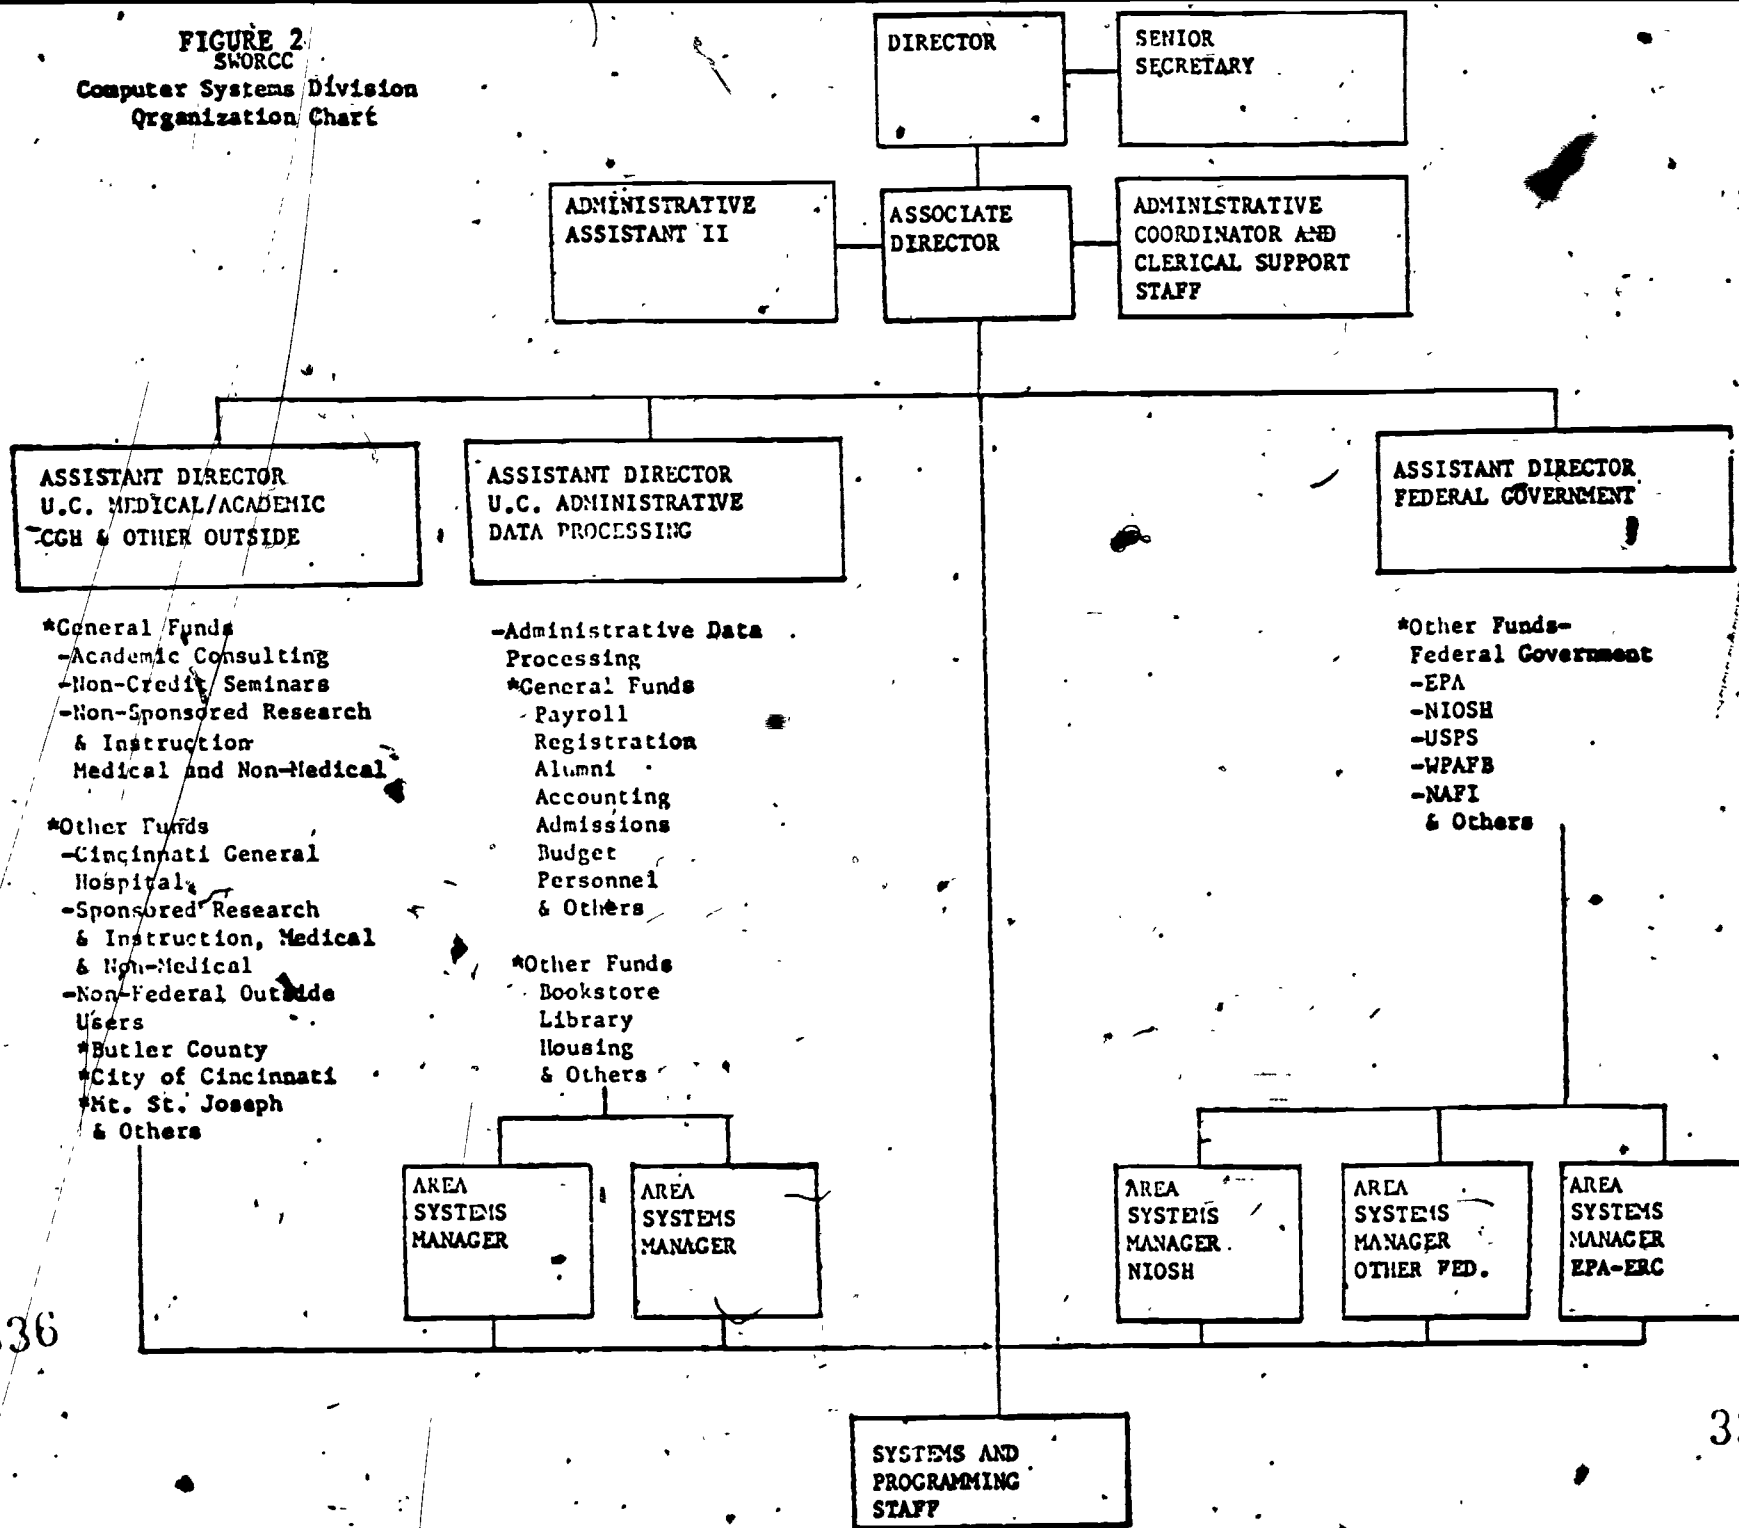 FIGURE 2
SWORCC
Computer Systems Division
Organization Chart
DIRECTOR
SENIOR
SECRETARY
ADMINISTRATIVE
ASSISTANT II
ASSOCIATE
DIRECTOR
ADMINISTRATIVE
COORDINATOR AND
CLERICAL SUPPORT
STAFF
ASSISTANT DIRECTOR
U.C. MEDICAL/ACADEMIC
CGH & OTHER OUTSIDE
ASSISTANT DIRECTOR
U.C. ADMINISTRATIVE
DATA PROCESSING
ASSISTANT DIRECTOR
FEDERAL GOVERNMENT
*General Funds
-Academic Consulting
-Non-Credit Seminars
-Non-Sponsored Research
& Instruction
Medical and Non-Medical
*Other Funds
-Cincinnati General
Hospital
-Sponsored Research
& Instruction, Medical
& Non-Medical
-Non-Federal Outside
Users
*Butler County
*City of Cincinnati
*Mt. St. Joseph
& Others
-Administrative Data
Processing
*General Funds
Payroll
Registration
Alumni
Accounting
Admissions
Budget
Personnel
& Others
*Other Funds
Bookstore
Library
Housing
& Others
*Other Funds-
Federal Government
-EPA
-NIOSH
-USPS
-WPAFB
-NAFI
& Others
AREA
SYSTEMS
MANAGER
AREA
SYSTEMS
MANAGER
AREA
SYSTEMS
MANAGER
NIOSH
AREA
SYSTEMS
MANAGER
OTHER FED.
AREA
SYSTEMS
MANAGER
EPA-ERC
SYSTEMS AND
PROGRAMMING
STAFF